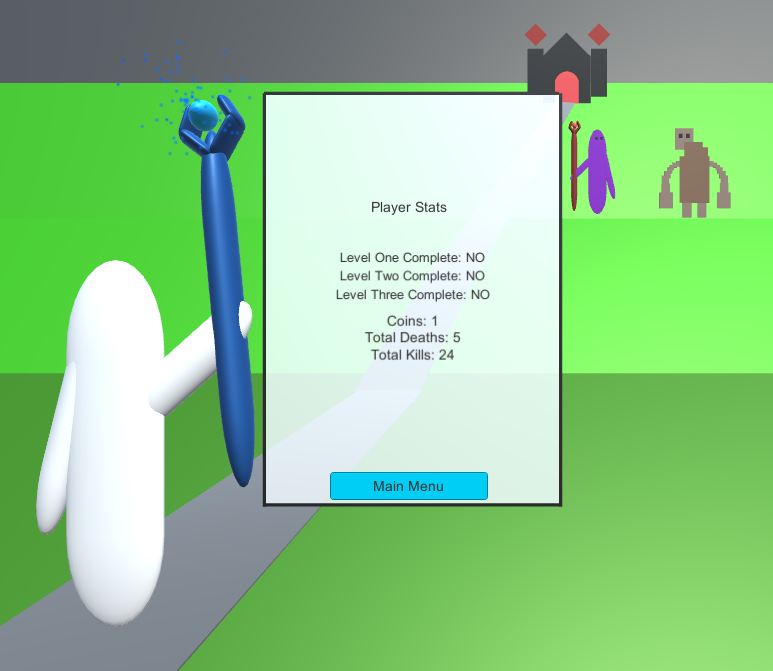 Player Stats
Level One Complete: NO
Level Two Complete: NO
Level Three Complete: NO
Coins: 1
Total Deaths: 5
Total Kills: 24
Main Menu